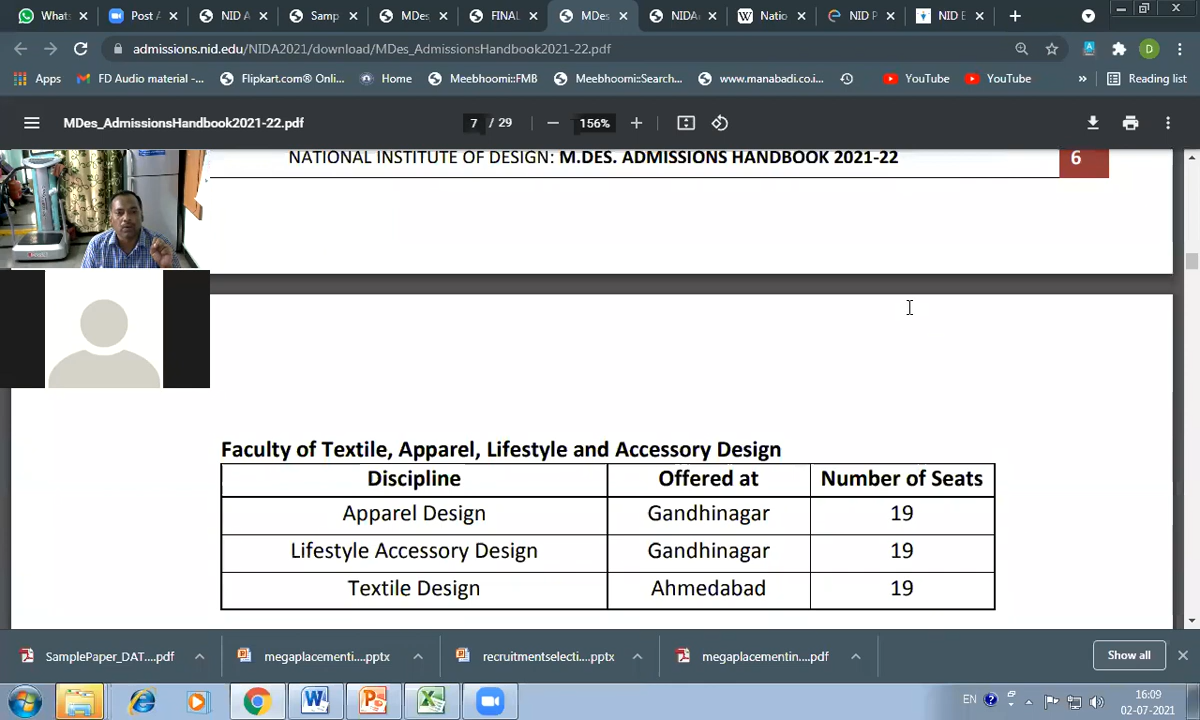 Whats
Post A
NID A
Samp
MDes
FINAL
MDes
NIDA
Natio
NID P
NID E
admissions.nid.edu/NIDA2021/download/MDes_AdmissionsHandbook2021-22.pdf
D
Apps
FD Audio material -...
Flipkart.com® Onli...
Home
Meebhoomi::FMB
Meebhoomi::Search...
www.manabadi.co.i...
YouTube
YouTube
»
Reading list
MDes_AdmissionsHandbook2021-22.pdf
7 / 29
156%
NATIONAL INSTITUTE OF DESIGN: M.DES. ADMISSIONS HANDBOOK 2021-22 6
Faculty of Textile, Apparel, Lifestyle and Accessory Design
Discipline Offered at Number of Seats
Apparel Design Gandhinagar 19
Lifestyle Accessory Design Gandhinagar 19
Textile Design Ahmedabad 19
SamplePaper_DAT....pdf
megaplacementi....pptx
recruitmentselecti....pptx
megaplacementin....pdf
Show all
EN
16:09
02-07-2021